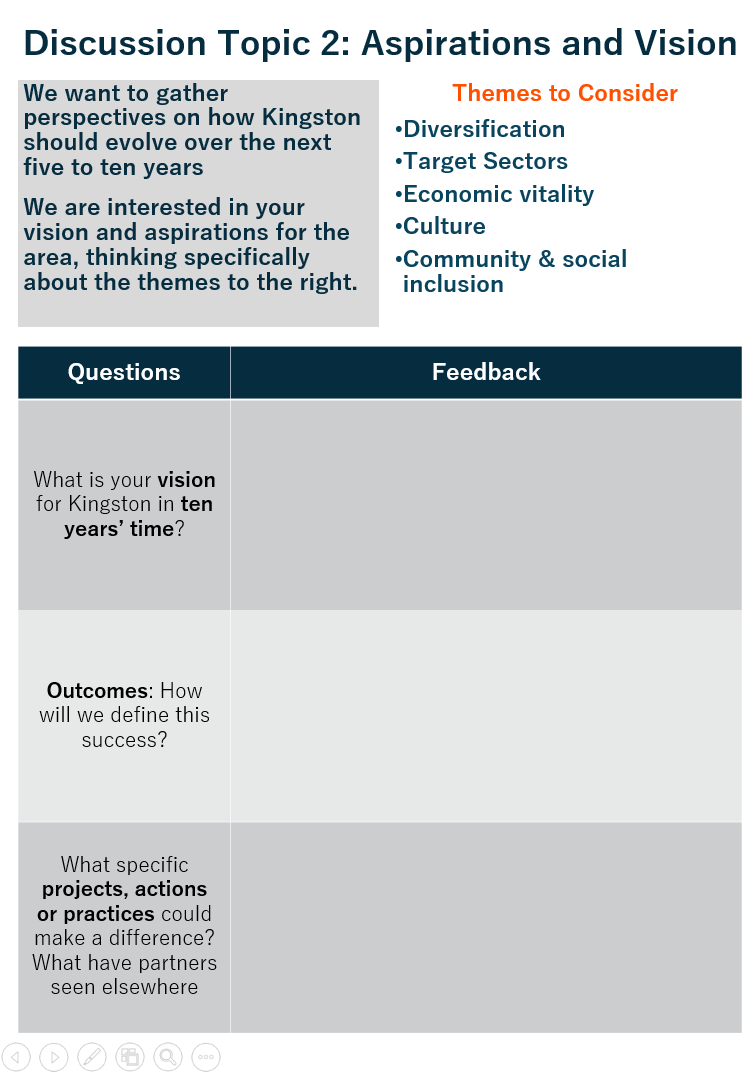 Discussion Topic 2: Aspirations and Vision
We want to gather
perspectives on how Kingston
should evolve over the next
five to ten years
We are interested in your
vision and aspirations for the
area, thinking specifically
about the themes to the right.
Themes to Consider
•Diversification
•Target Sectors
•Economic vitality
•Culture
•Community & social
inclusion
Questions
Feedback
What is your vision
for Kingston in ten
years’ time?
Outcomes: How
will we define this
success?
What specific
projects, actions
or practices could
make a difference?
What have partners
seen elsewhere